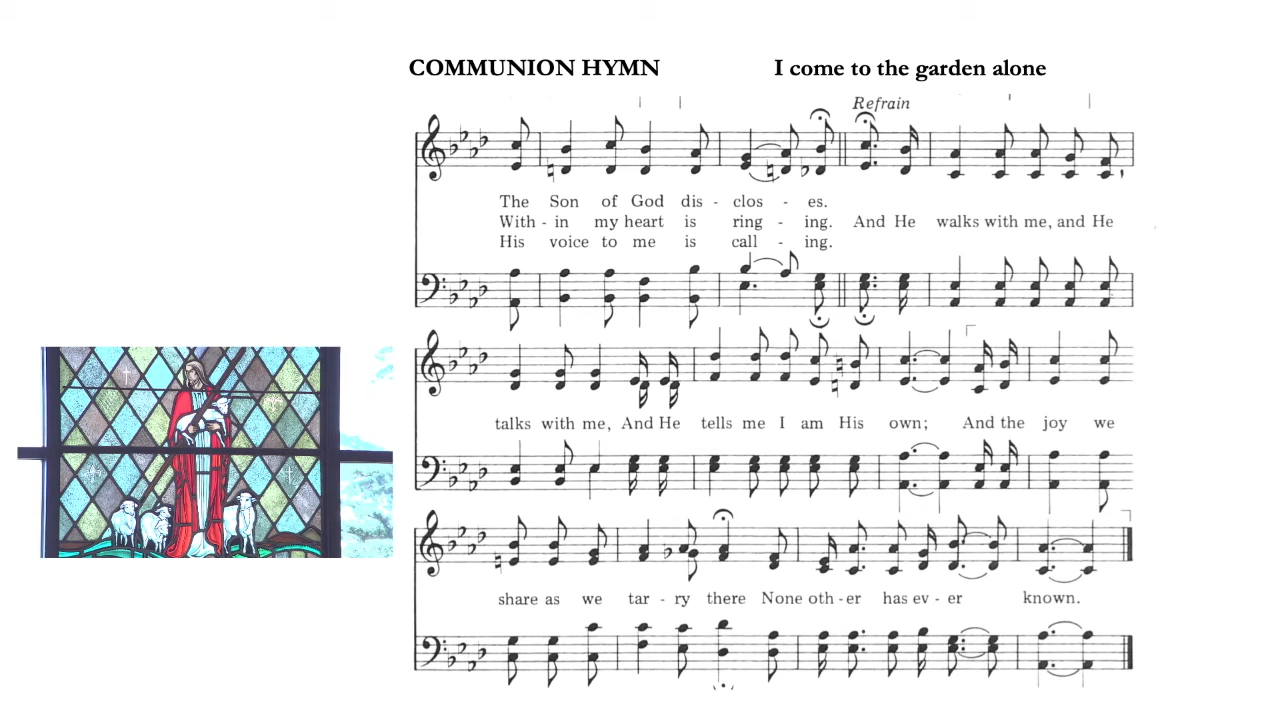 COMMUNION HYMN I come to the garden alone
Refrain
The Son of God dis - clos - es.
With - in my heart is ring - ing. And He walks with me, and He
His voice to me is call - ing.
talks with me, And He tells me I am His own; And the joy we
share as we tar - ry there None oth - er has ev - er known.